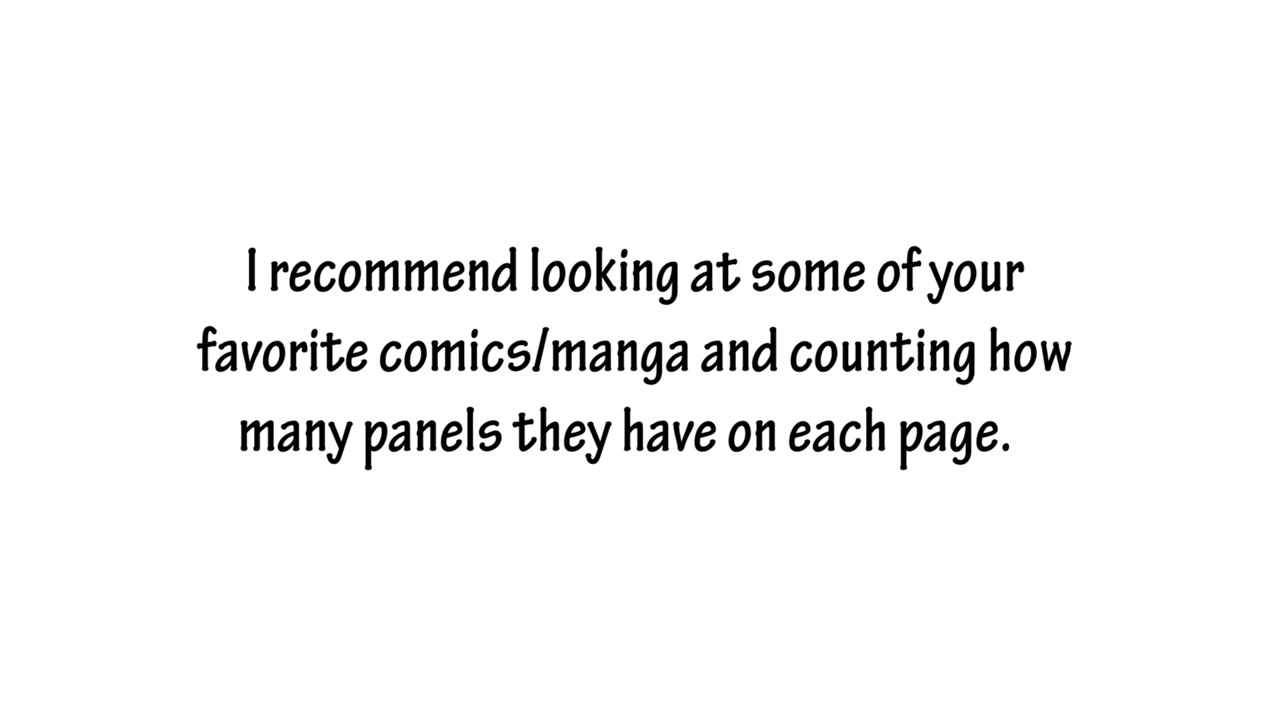 I recommend looking at some of your
favorite comics/manga and counting how
many panels they have on each page.